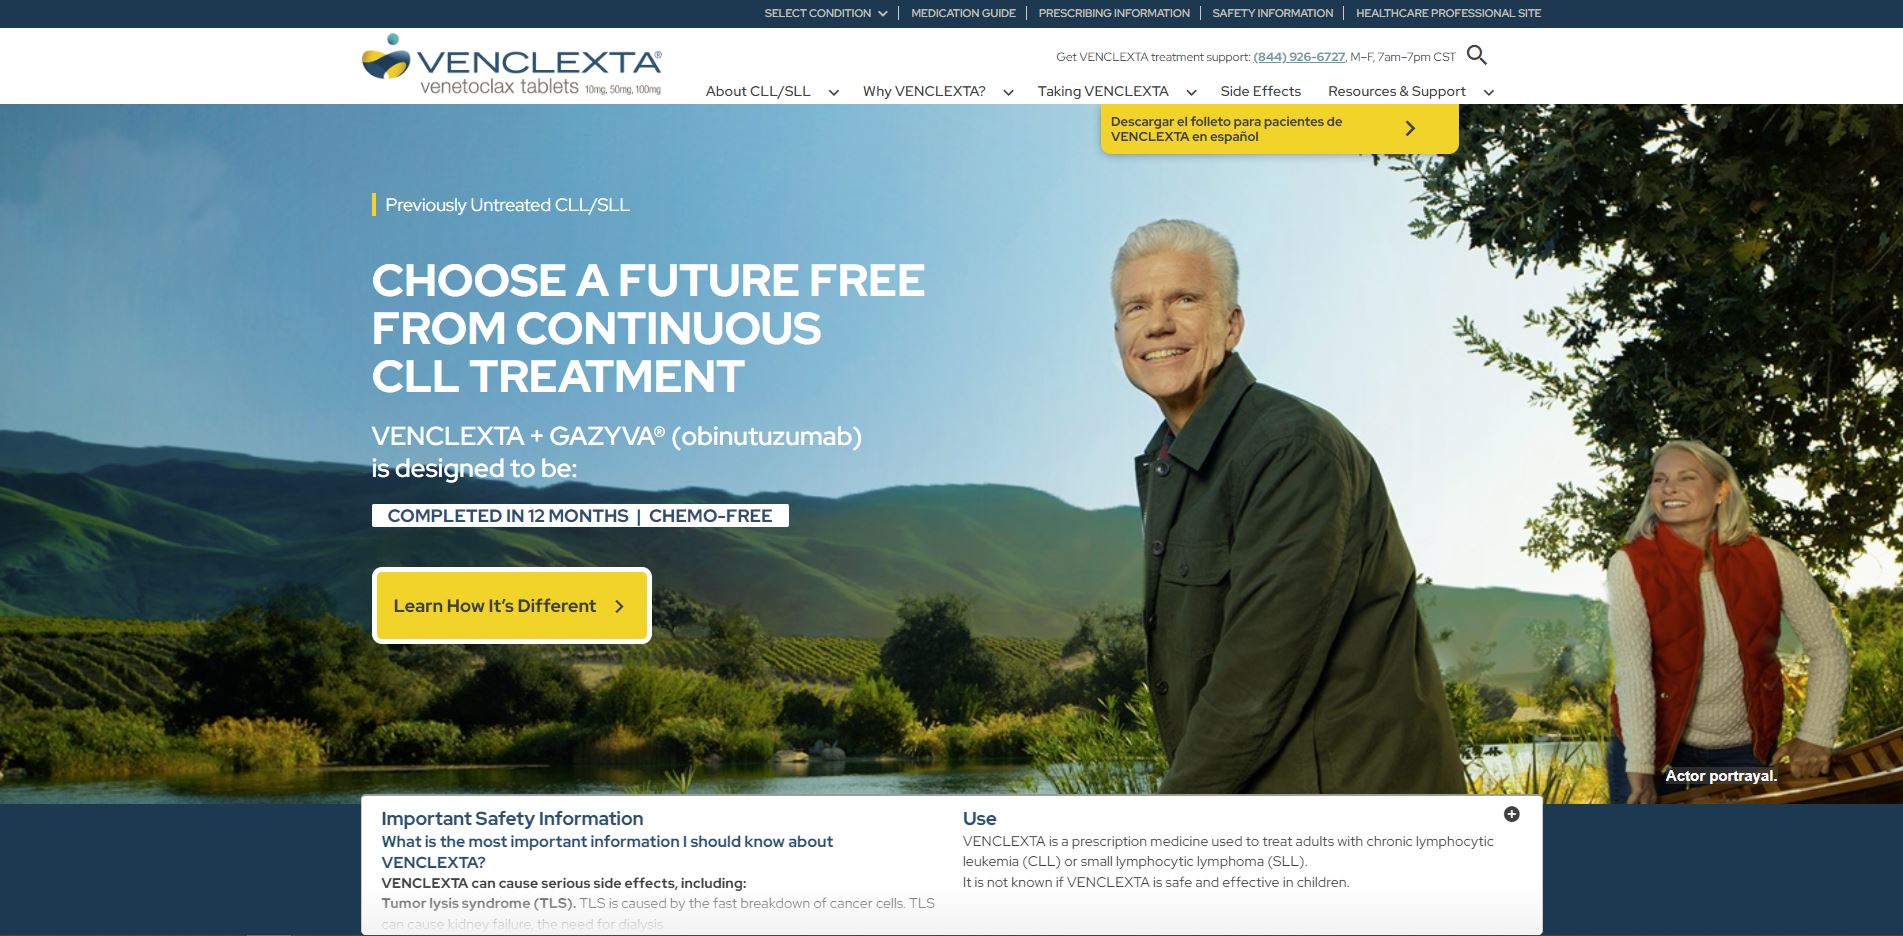 SELECT CONDITION
MEDICATION GUIDE
PRESCRIBING INFORMATION
SAFETY INFORMATION
HEALTHCARE PROFESSIONAL SITE
VENCLEXTA®
venetoclax tablets 10mg, 50mg, 100mg
Get VENCLEXTA treatment support: (844) 926-6727, M–F, 7am–7pm CST
About CLL/SLL
Why VENCLEXTA?
Taking VENCLEXTA
Side Effects
Resources & Support
Descargar el folleto para pacientes de
VENCLEXTA en español
Previously Untreated CLL/SLL
CHOOSE A FUTURE FREE
FROM CONTINUOUS
CLL TREATMENT
VENCLEXTA + GAZYVA® (obinutuzumab)
is designed to be:
COMPLETED IN 12 MONTHS | CHEMO-FREE
Learn How It's Different
Actor portrayal.
Important Safety Information
What is the most important information I should know about
VENCLEXTA?
VENCLEXTA can cause serious side effects, including:
Tumor lysis syndrome (TLS). TLS is caused by the fast breakdown of cancer cells. TLS
can cause kidney failure, the need for dialysis
Use
VENCLEXTA is a prescription medicine used to treat adults with chronic lymphocytic
leukemia (CLL) or small lymphocytic lymphoma (SLL).
It is not known if VENCLEXTA is safe and effective in children.